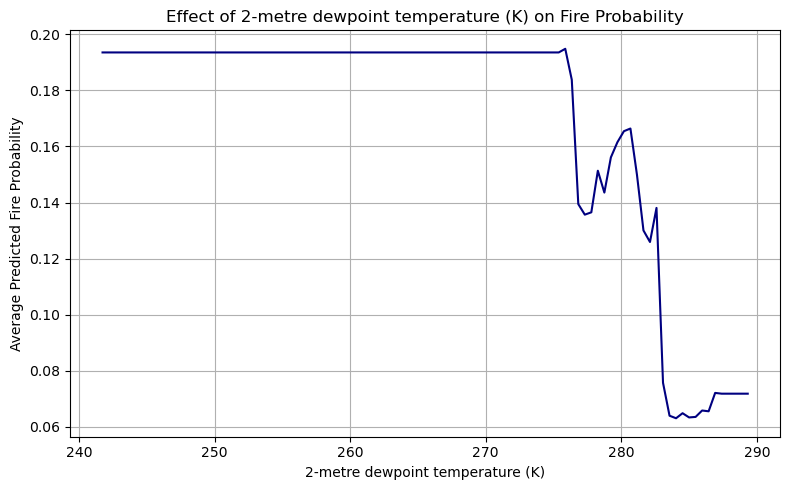 Effect of 2-metre dewpoint temperature (K) on Fire Probability
Average Predicted Fire Probability
0.20
0.18
0.16
0.14
0.12
0.10
0.08
0.06
240 250 260 270 280 290
2-metre dewpoint temperature (K)